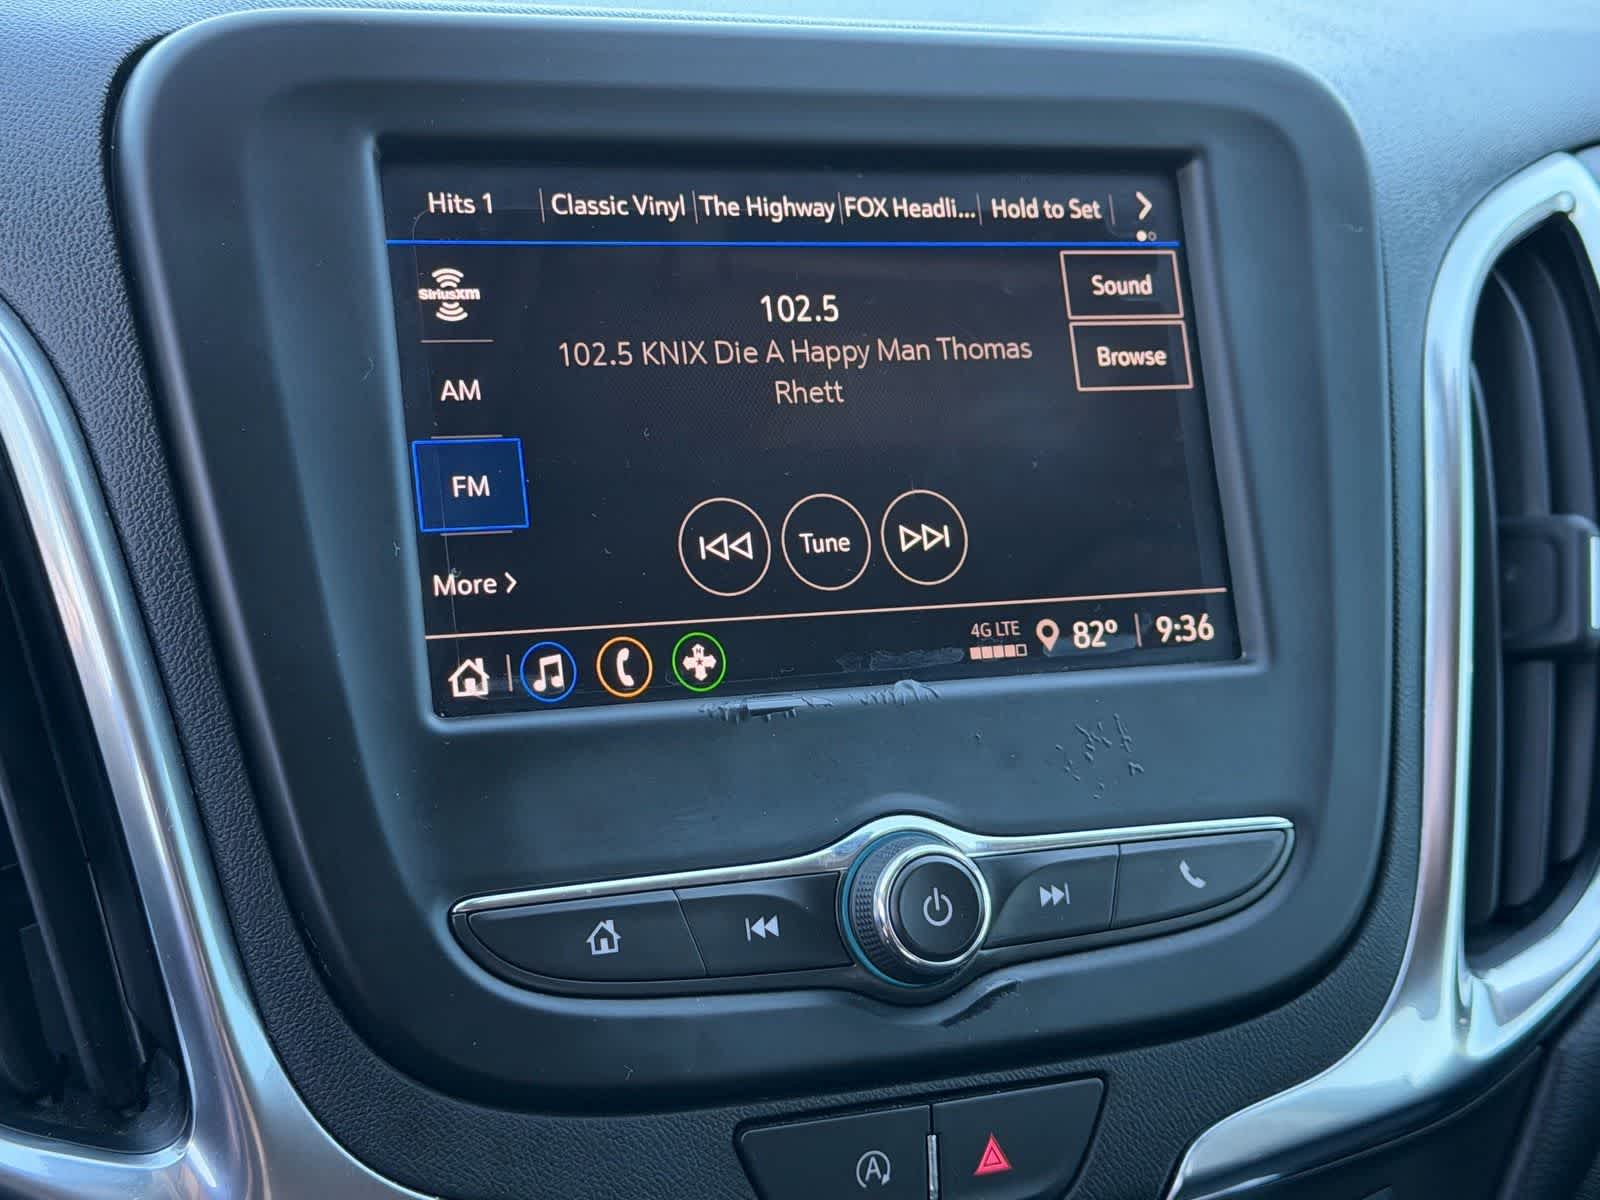 Hits 1 Classic Vinyl The Highway FOX Headli... Hold to Set
SiriusXM
Sound
102.5
102.5 KNIX Die A Happy Man Thomas
Rhett
Browse
AM
FM
Tune
More
4G LTE 82° 9:36
A